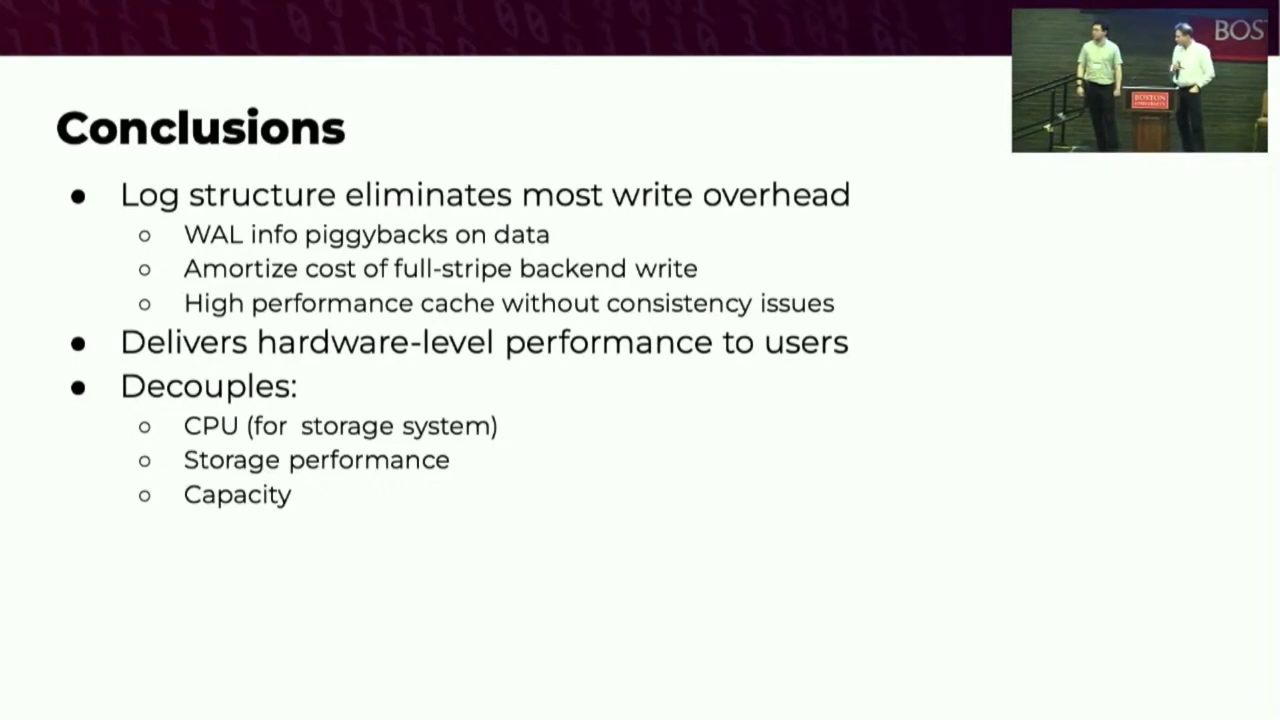 Conclusions
● Log structure eliminates most write overhead
○ WAL info piggybacks on data
○ Amortize cost of full-stripe backend write
○ High performance cache without consistency issues
● Delivers hardware-level performance to users
● Decouples:
○ CPU (for storage system)
○ Storage performance
○ Capacity
BOS
BOSTON
UNIVERSITY